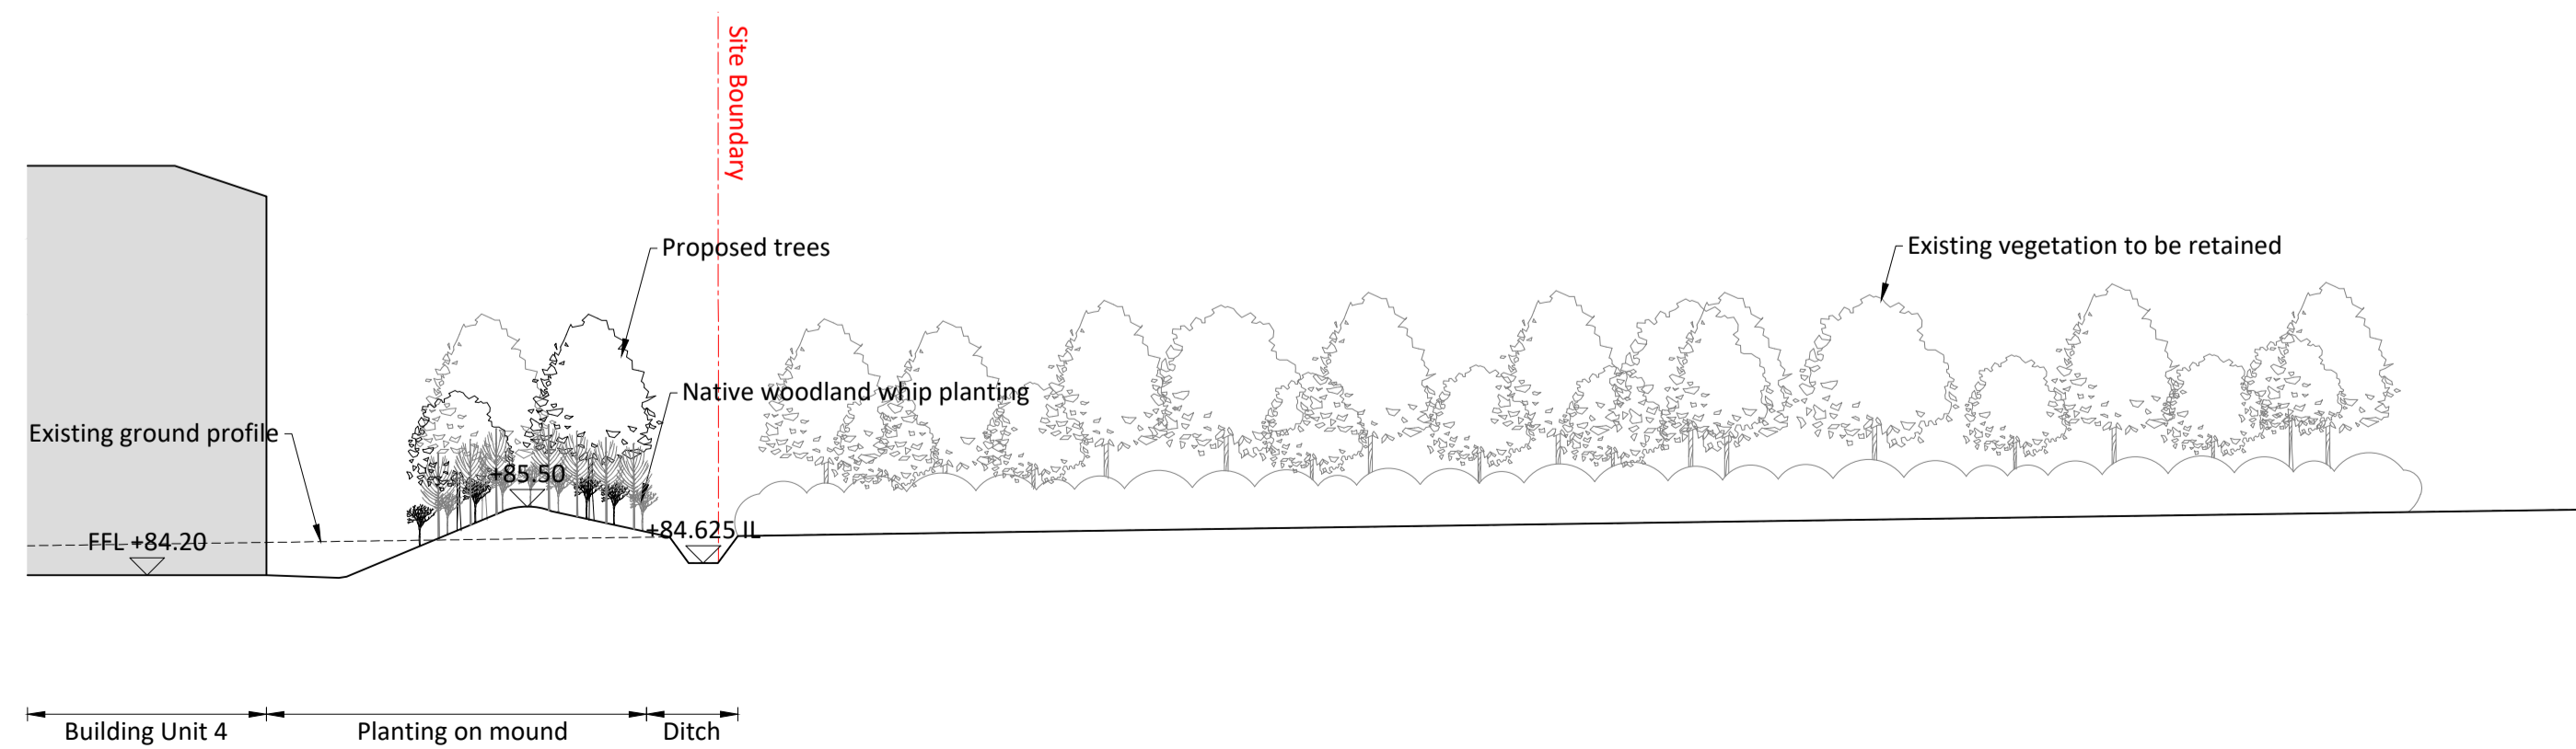 Site Boundary
Proposed trees
Existing vegetation to be retained
Native woodland whip planting
Existing ground profile
+85.50
+84.625 IL
FFL +84.20
Building Unit 4
Planting on mound
Ditch